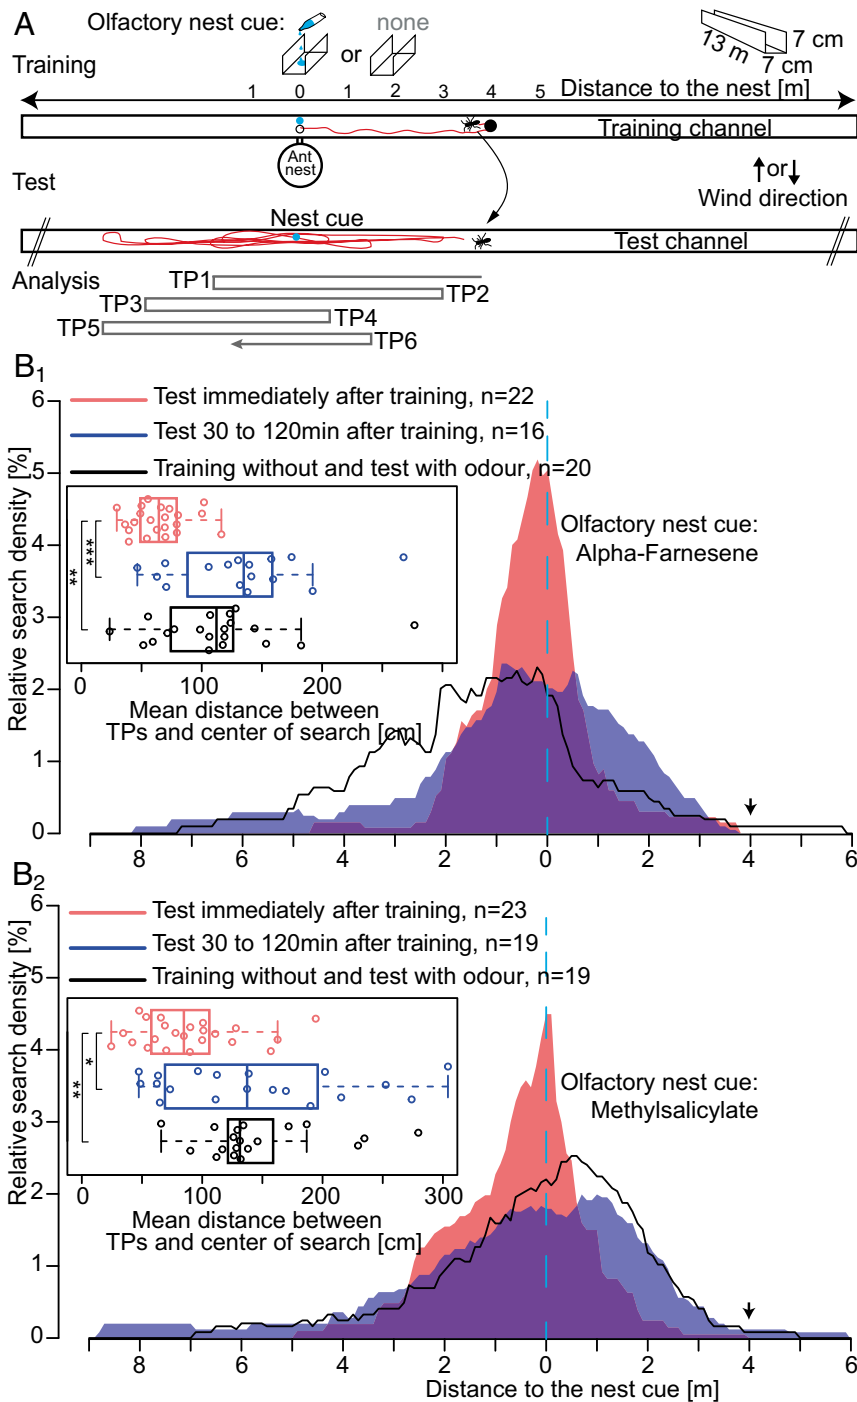 A
Olfactory nest cue:
or
none
13 m
7 cm
7 cm
Training
1 0 1 2 3 4 5 Distance to the nest [m]
Training channel
Ant
nest
Test
or
Wind direction
Nest cue
Test channel
Analysis
TP1
TP2
TP3
TP4
TP5
TP6
B1
Relative search density [%]
6
5
4
3
2
1
0
Test immediately after training, n=22
Test 30 to 120min after training, n=16
Training without and test with odour, n=20
Olfactory nest cue:
Alpha-Farnesene
***
**
0 100 200
Mean distance between
TPs and center of search [cm]
8 6 4 2 0 2 4 6
B2
Relative search density [%]
6
5
4
3
2
1
0
Test immediately after training, n=23
Test 30 to 120min after training, n=19
Training without and test with odour, n=19
Olfactory nest cue:
Methylsalicylate
*
**
0 100 200 300
Mean distance between
TPs and center of search [cm]
8 6 4 2 0 2 4 6
Distance to the nest cue [m]